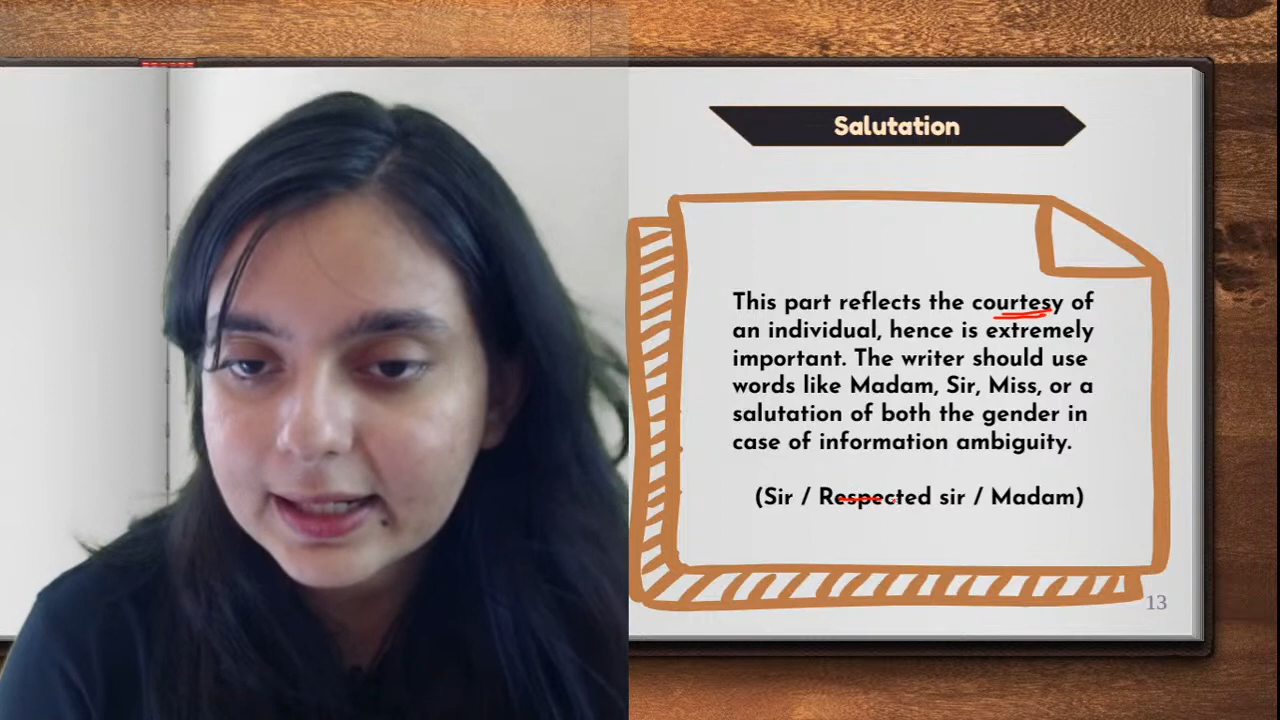 Salutation
This part reflects the courtesy of
an individual, hence is extremely
important. The writer should use
words like Madam, Sir, Miss, or a
salutation of both the gender in
case of information ambiguity.
(Sir / Respected sir / Madam)
13